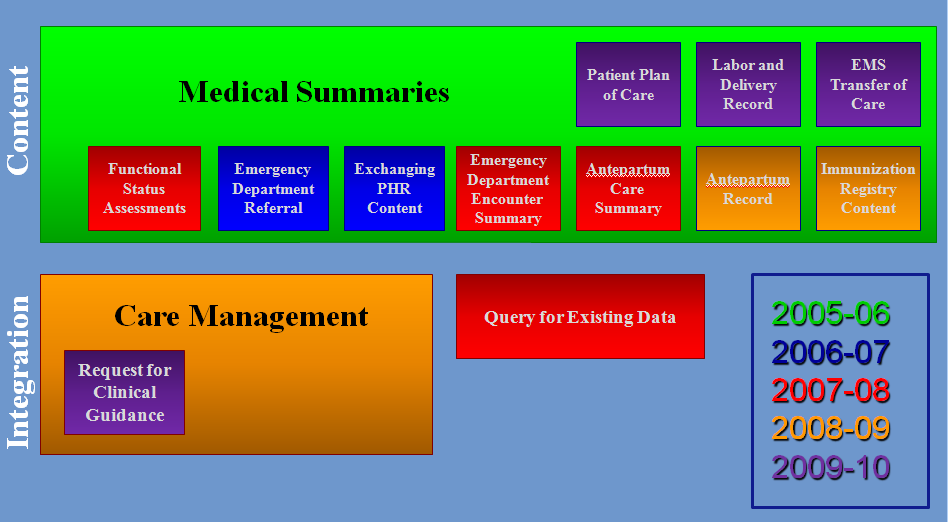 Content
Medical Summaries
Patient Plan
of Care
Labor and
Delivery
Record
EMS
Transfer of
Care
Functional
Status
Assessments
Emergency
Department
Referral
Exchanging
PHR
Content
Emergency
Department
Encounter
Summary
Antepartum
Care
Summary
Antepartum
Record
Immunization
Registry
Content
Integration
Care Management
Request for
Clinical
Guidance
Query for Existing Data
2005-06
2006-07
2007-08
2008-09
2009-10